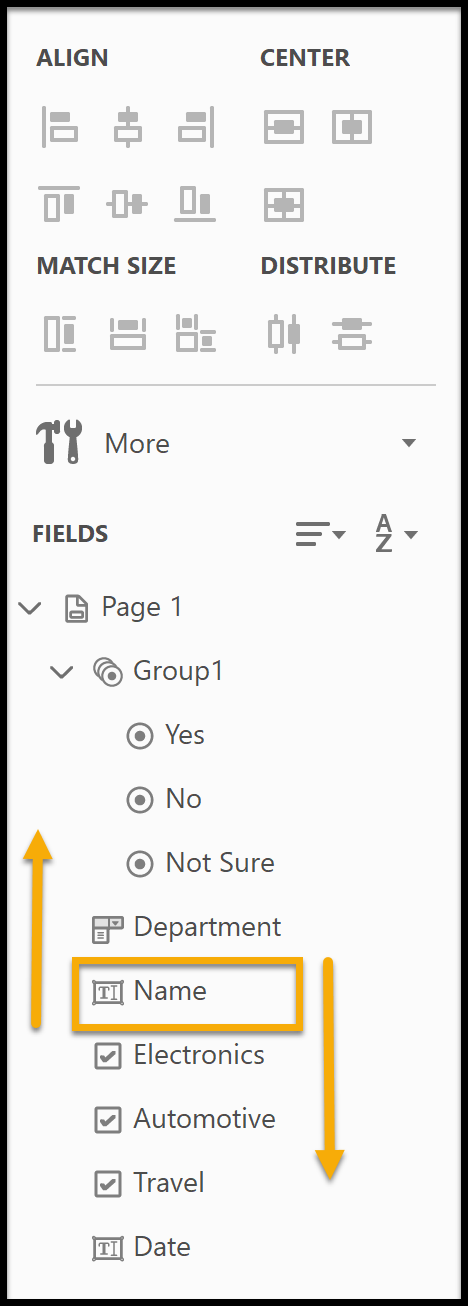 ALIGN CENTER
MATCH SIZE DISTRIBUTE
More
FIELDS A Z
Page 1
Group1
Yes
No
Not Sure
Department
Name
Electronics
Automotive
Travel
Date